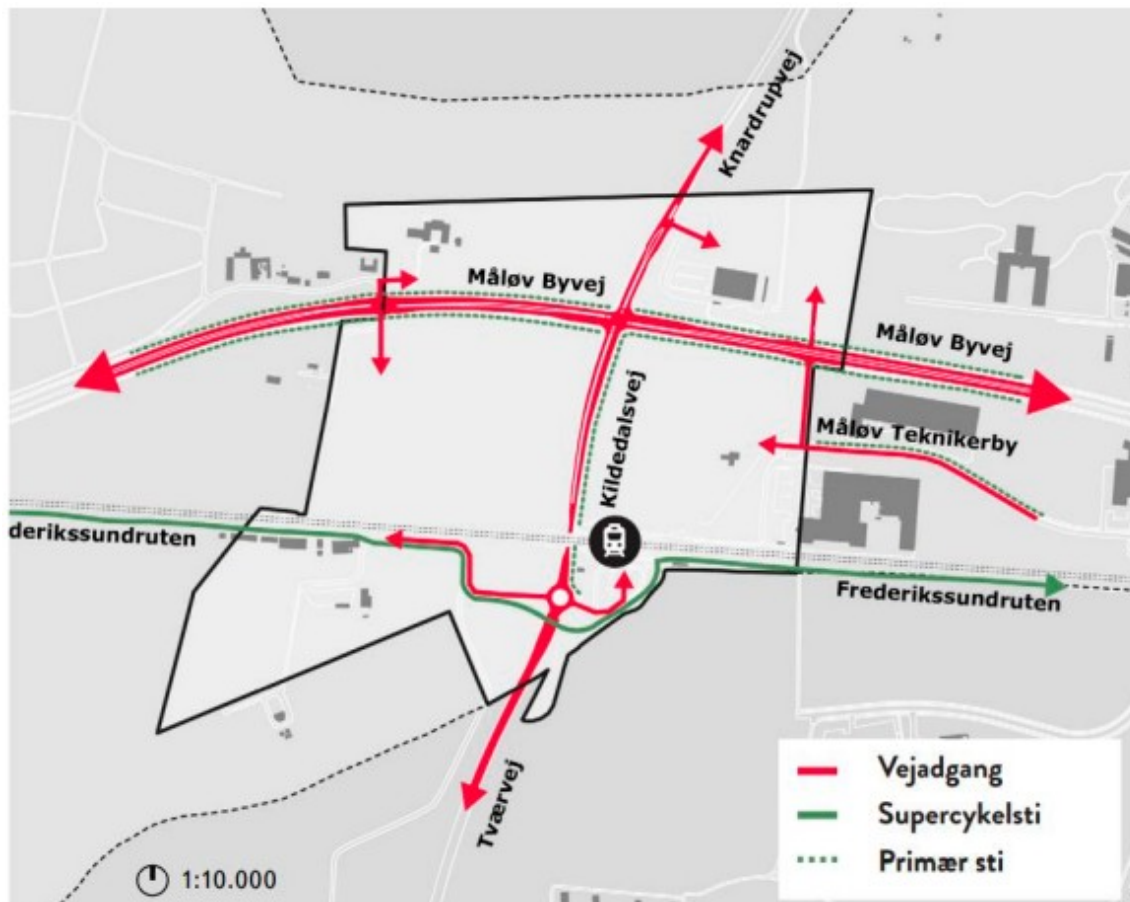 Knardrupvej
Måløv Byvej
Måløv Byvej
Kildedalsvej
Måløv Teknikerby
derikssundruten
Frederikssundruten
Tværvej
Vejadgang
Supercykelsti
Primær sti
1:10.000